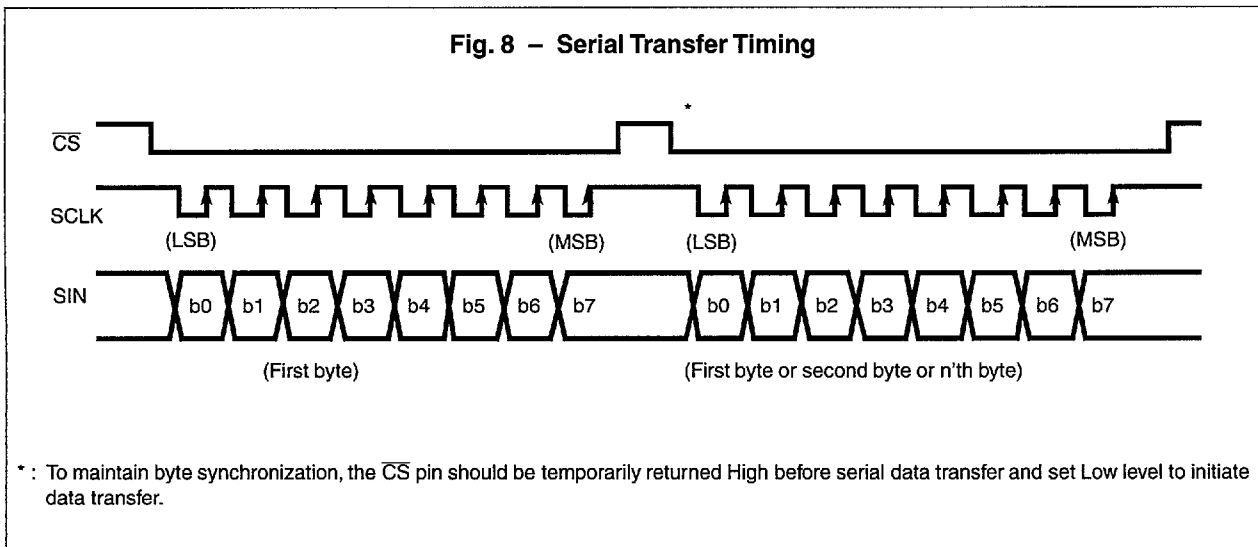 Fig. 8 – Serial Transfer Timing
*
CS
SCLK
(LSB) (MSB) (LSB) (MSB)
SIN b0 b1 b2 b3 b4 b5 b6 b7 b0 b1 b2 b3 b4 b5 b6 b7
(First byte) (First byte or second byte or n'th byte)
* : To maintain byte synchronization, the CS pin should be temporarily returned High before serial data transfer and set Low level to initiate
data transfer.